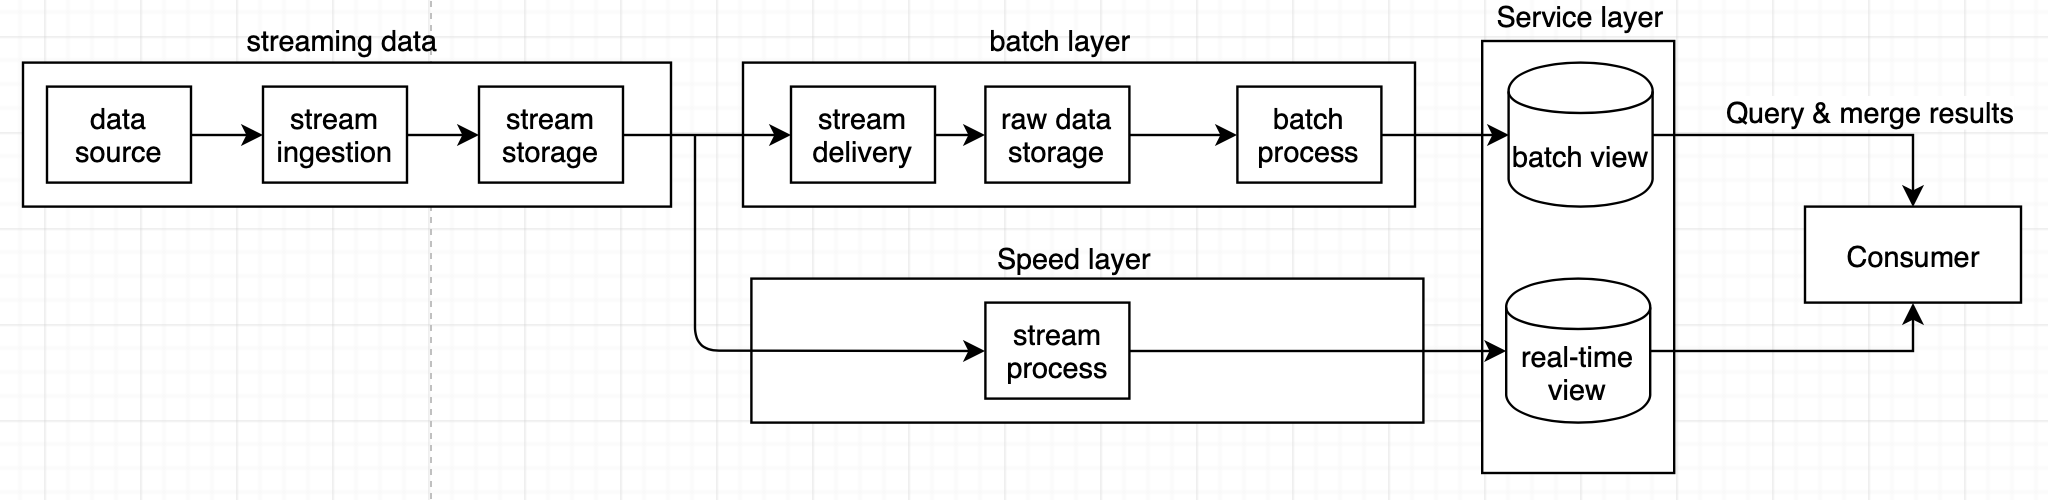 streaming data
data
source
stream
ingestion
stream
storage
batch layer
stream
delivery
raw data
storage
batch
process
Speed layer
stream
process
Service layer
batch view
real-time
view
Query & merge results
Consumer